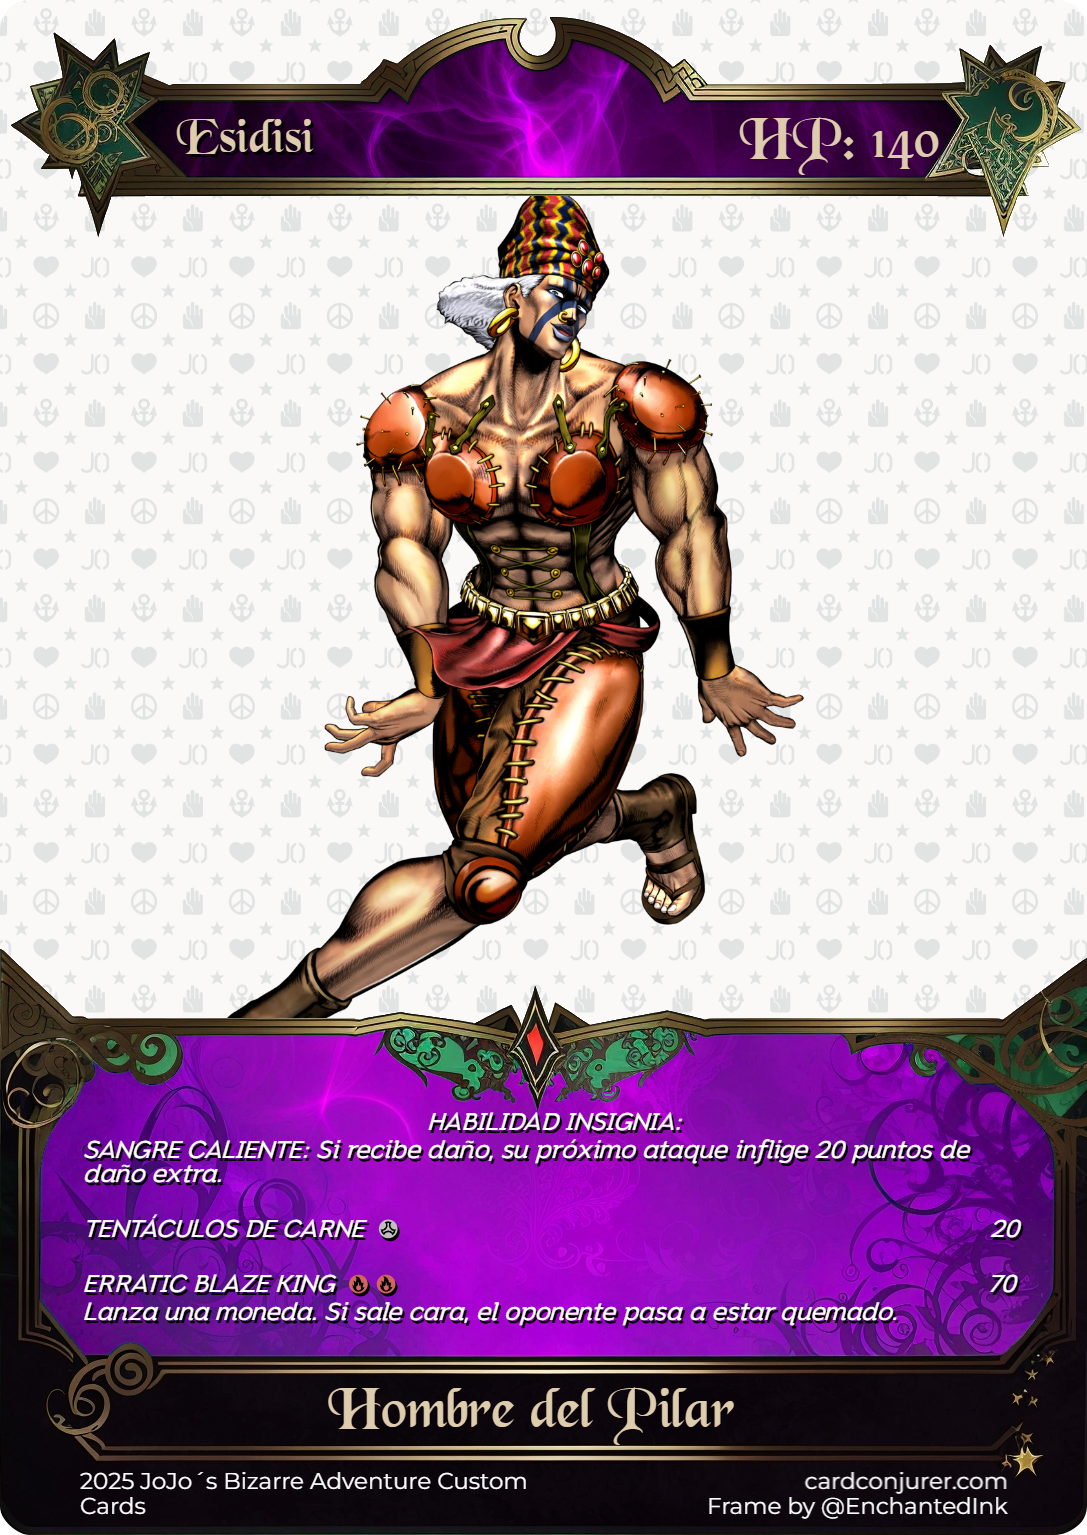 Esidisi
HP: 140
HABILIDAD INSIGNIA:
SANGRE CALIENTE: Si recibe daño, su próximo ataque inflige 20 puntos de
daño extra.
TENTÁCULOS DE CARNE 20
ERRATIC BLAZE KING 70
Lanza una moneda. Si sale cara, el oponente pasa a estar quemado.
Hombre del Pilar
2025 JoJo´s Bizarre Adventure Custom
Cards
cardconjurer.com
Frame by @EnchantedInk